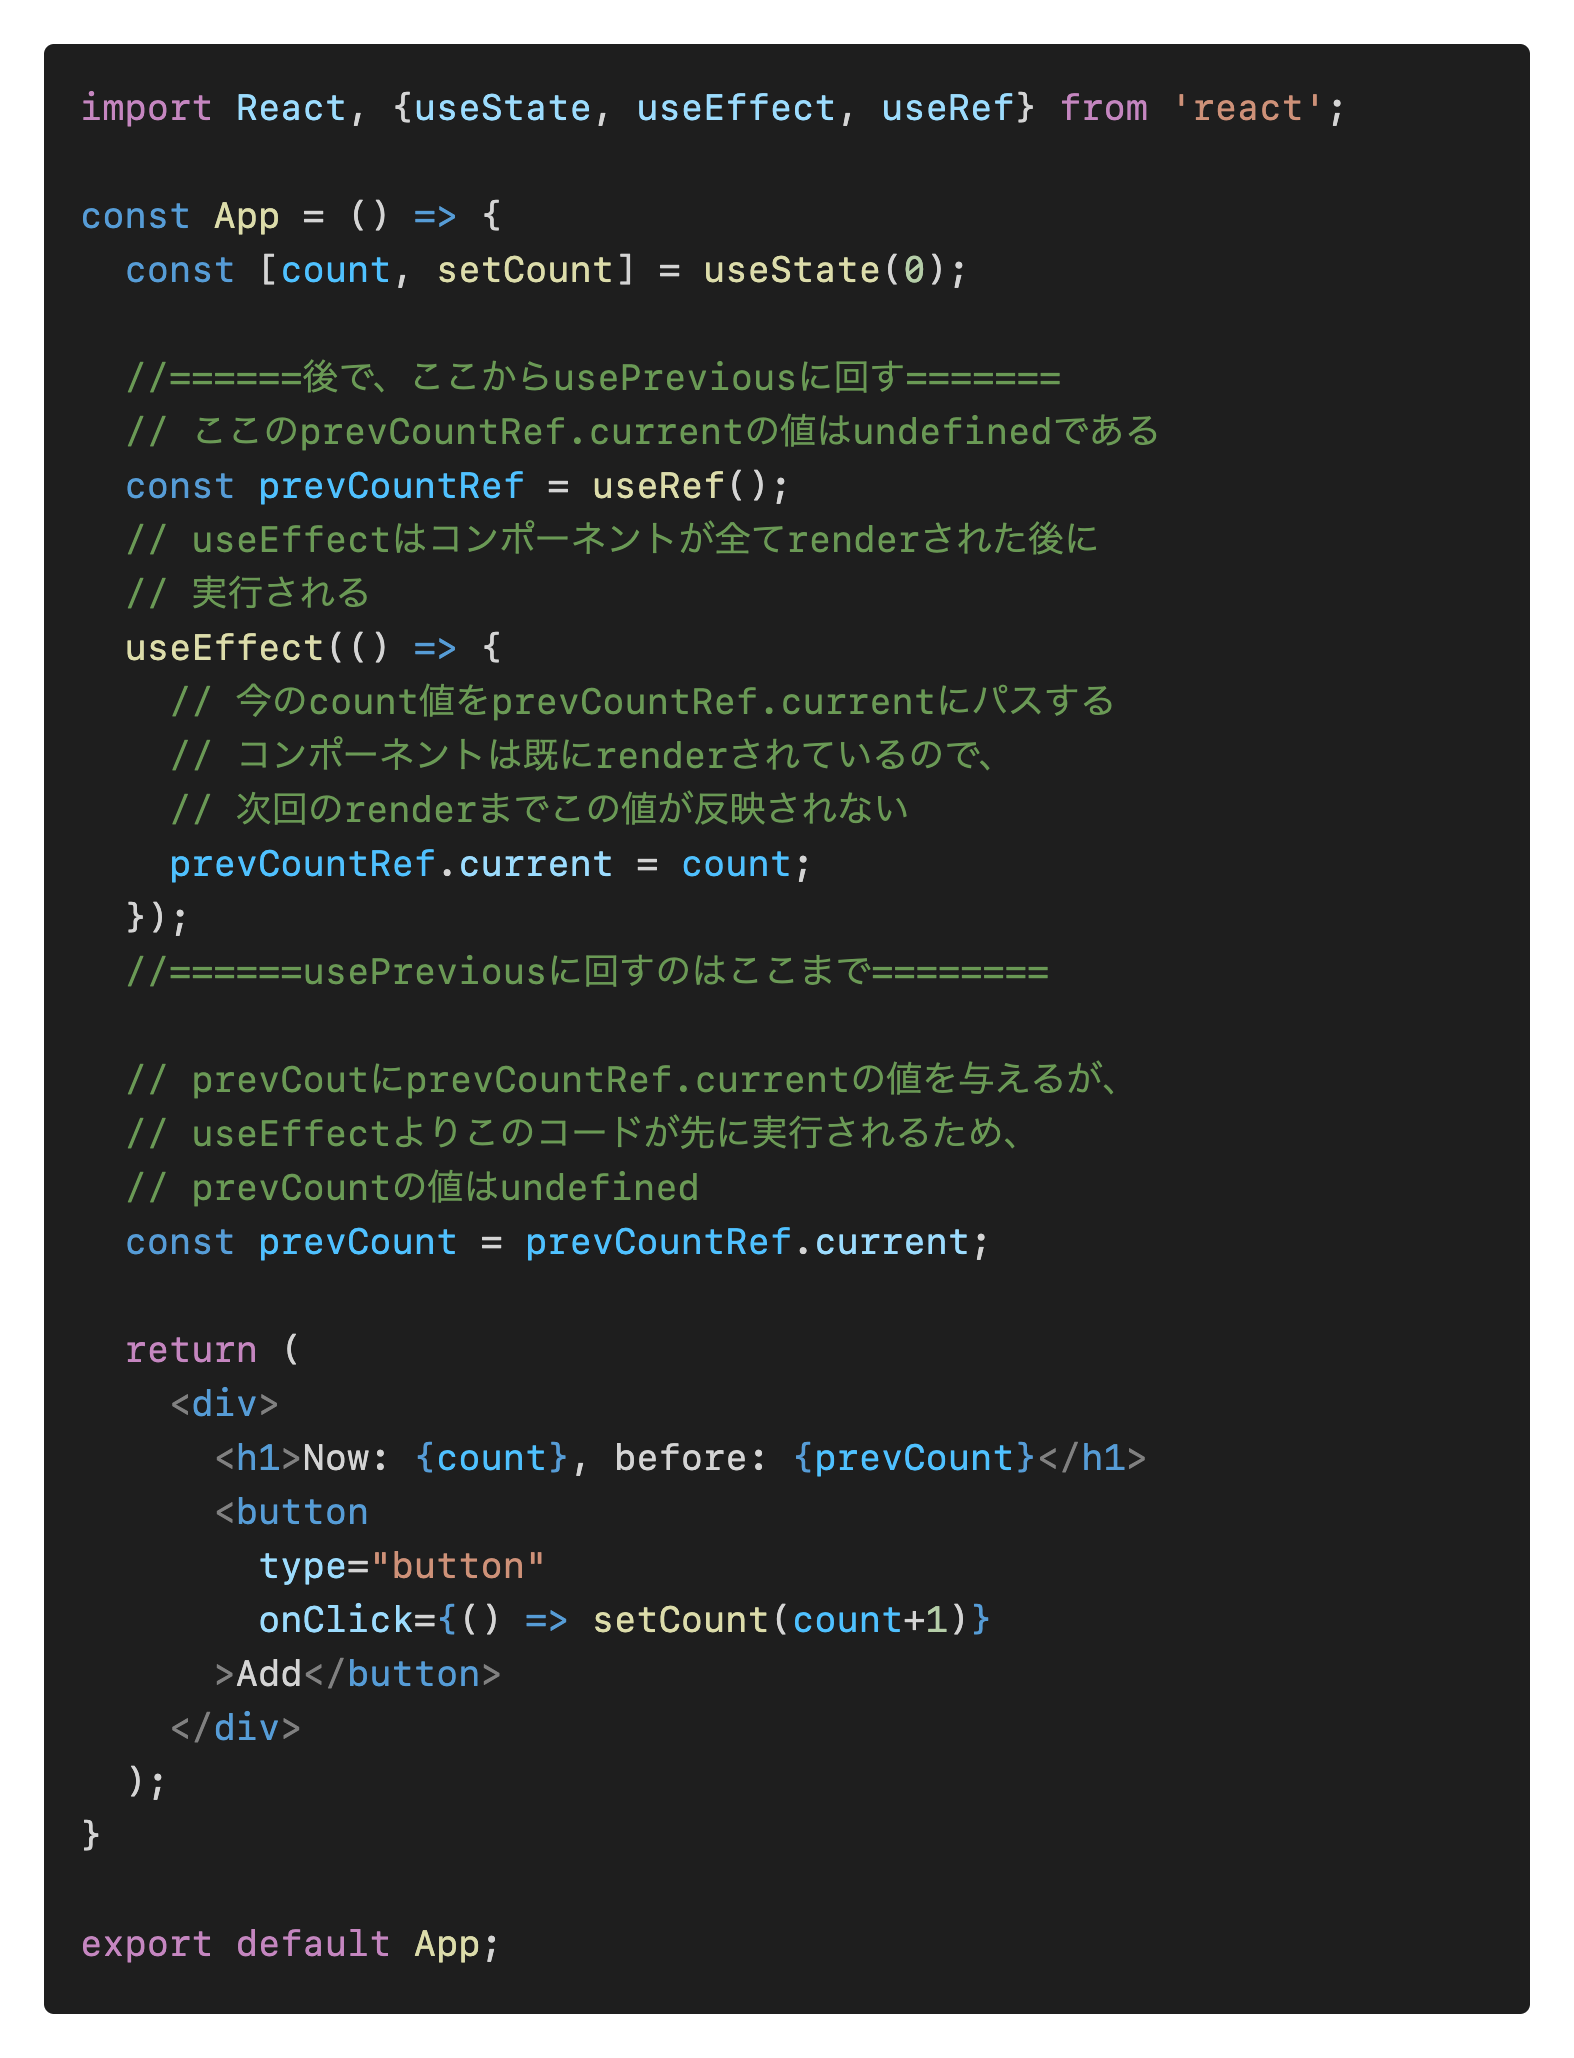 import React, {useState, useEffect, useRef} from 'react';
const App = () => {
const [count, setCount] = useState(0);
//======後で、ここからusePreviousに回す=======
// ここのprevCountRef.currentの値はundefinedである
const prevCountRef = useRef();
// useEffectはコンポーネントが全てrenderされた後に
// 実行される
useEffect(() => {
// 今のcount値をprevCountRef.currentにパスする
// コンポーネントは既にrenderされているので、
// 次回のrenderまでこの値が反映されない
prevCountRef.current = count;
});
//======usePreviousに回すのはここまで========
// prevCoutにprevCountRef.currentの値を与えるが、
// useEffectよりこのコードが先に実行されるため、
// prevCountの値はundefined
const prevCount = prevCountRef.current;
return (
<div>
<h1>Now: {count}, before: {prevCount}</h1>
<button
type="button"
onClick={() => setCount(count+1)}
>Add</button>
</div>
);
}
export default App;